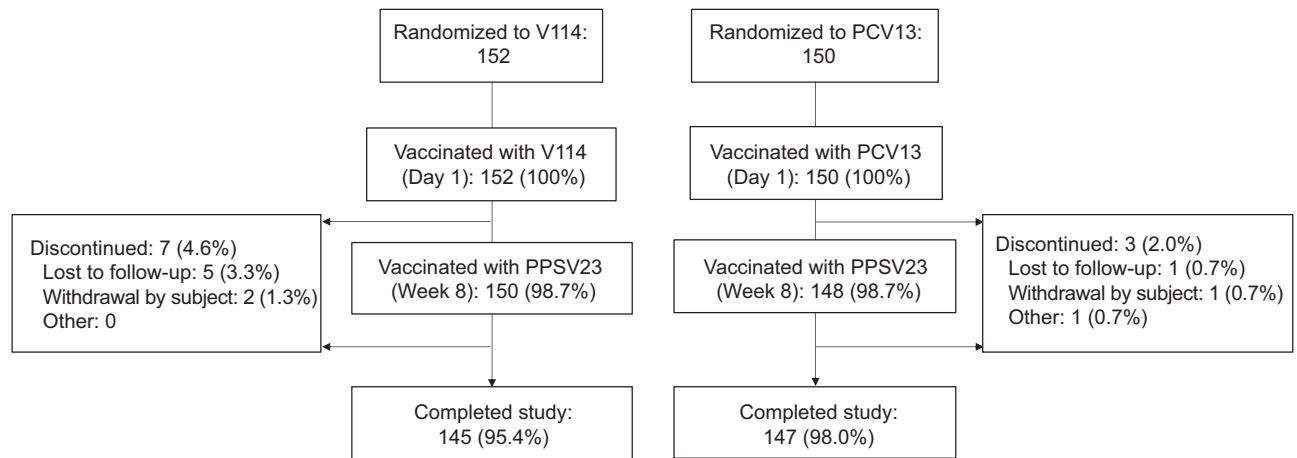 Randomized to V114:
152
Randomized to PCV13:
150
Vaccinated with V114
(Day 1): 152 (100%)
Vaccinated with PCV13
(Day 1): 150 (100%)
Discontinued: 7 (4.6%)
Lost to follow-up: 5 (3.3%)
Withdrawal by subject: 2 (1.3%)
Other: 0
Vaccinated with PPSV23
(Week 8): 150 (98.7%)
Vaccinated with PPSV23
(Week 8): 148 (98.7%)
Discontinued: 3 (2.0%)
Lost to follow-up: 1 (0.7%)
Withdrawal by subject: 1 (0.7%)
Other: 1 (0.7%)
Completed study:
145 (95.4%)
Completed study:
147 (98.0%)